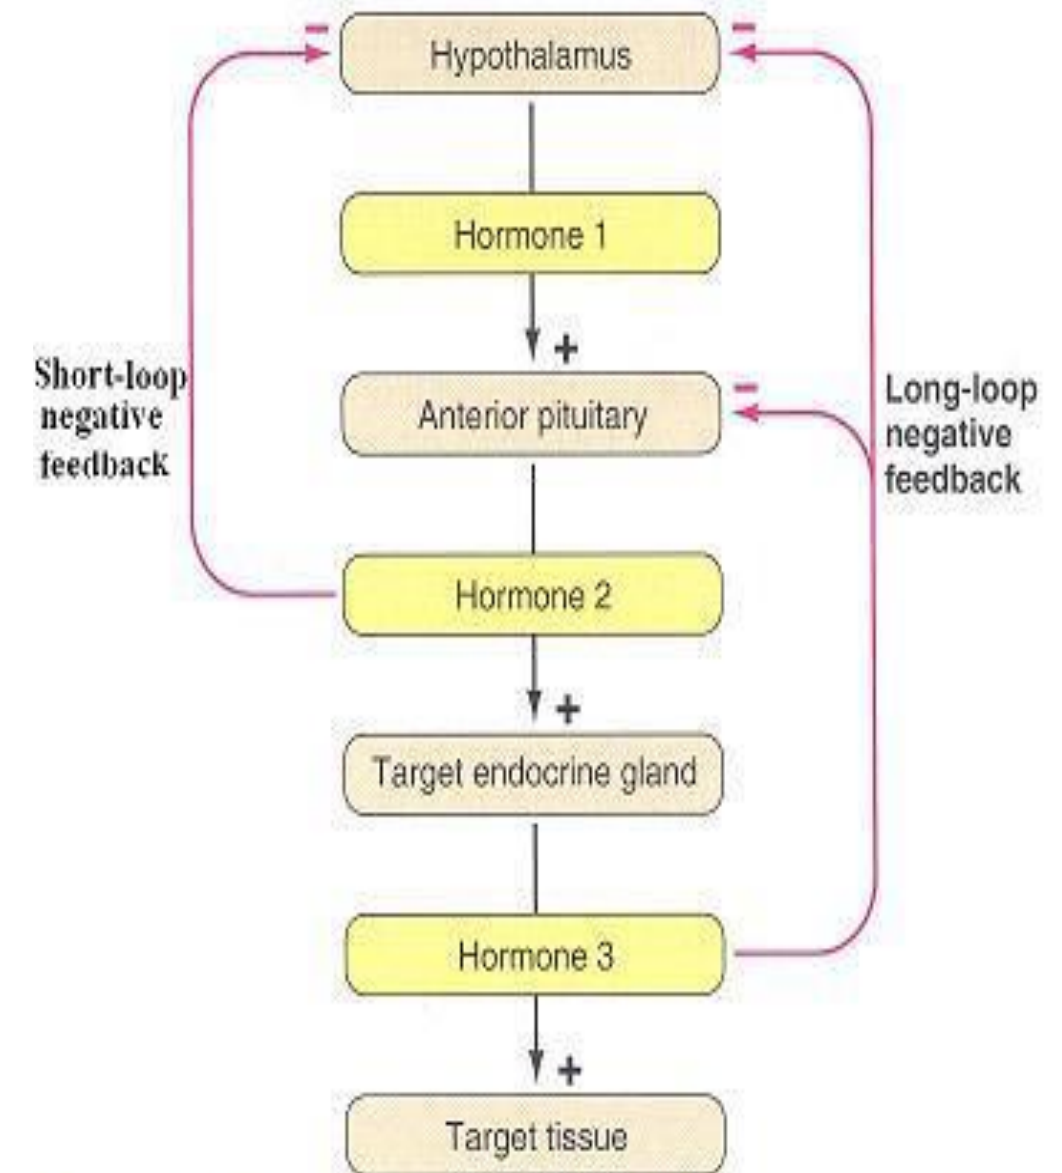 Hypothalamus
Hormone 1
+
Short-loop
negative
feedback
Anterior pituitary
Long-loop
negative
feedback
Hormone 2
+
Target endocrine gland
Hormone 3
+
Target tissue